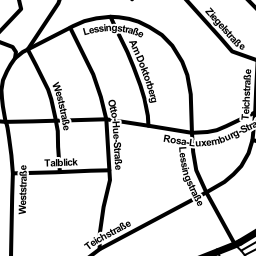 Ziegelstraße
Lessingstraße
Am Doktorberg
Teichstraße
Weststraße
Otto-Hue-Straße
Rosa-Luxemburg-Stra
Talblick
Lessingstraße
Weststraße
Teichstraße